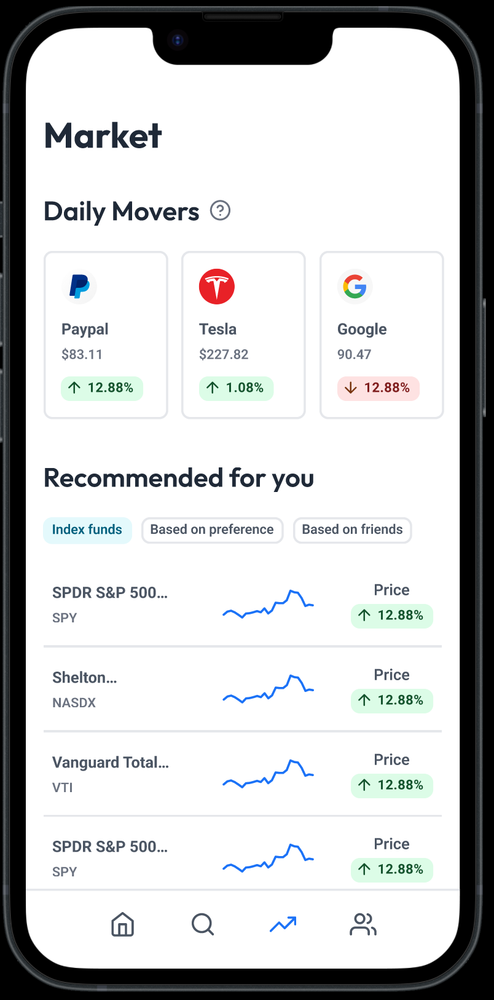 Market
Daily Movers
Paypal
$83.11
12.88%
Tesla
$227.82
1.08%
Google
90.47
12.88%
Recommended for you
Index funds
Based on preference
Based on friends
SPDR S&P 500...
SPY
Price
12.88%
Shelton...
NASDX
Price
12.88%
Vanguard Total...
VTI
Price
12.88%
SPDR S&P 500...
SPY
Price
12.88%